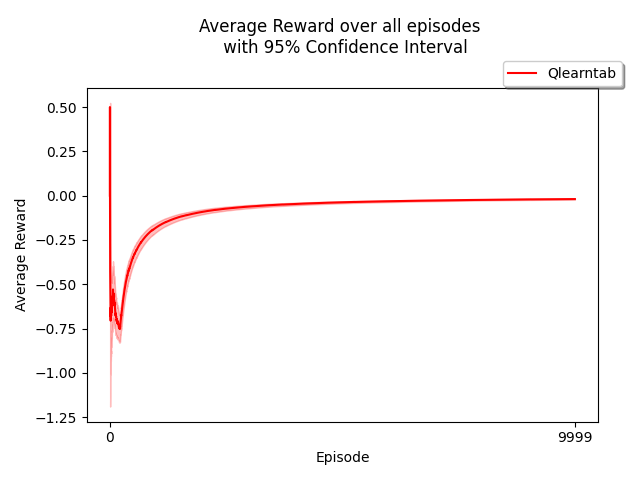 Average Reward over all episodes
with 95% Confidence Interval
Qlearntab
0.50
0.25
0.00
−0.25
−0.50
−0.75
−1.00
−1.25
Average Reward
0
9999
Episode